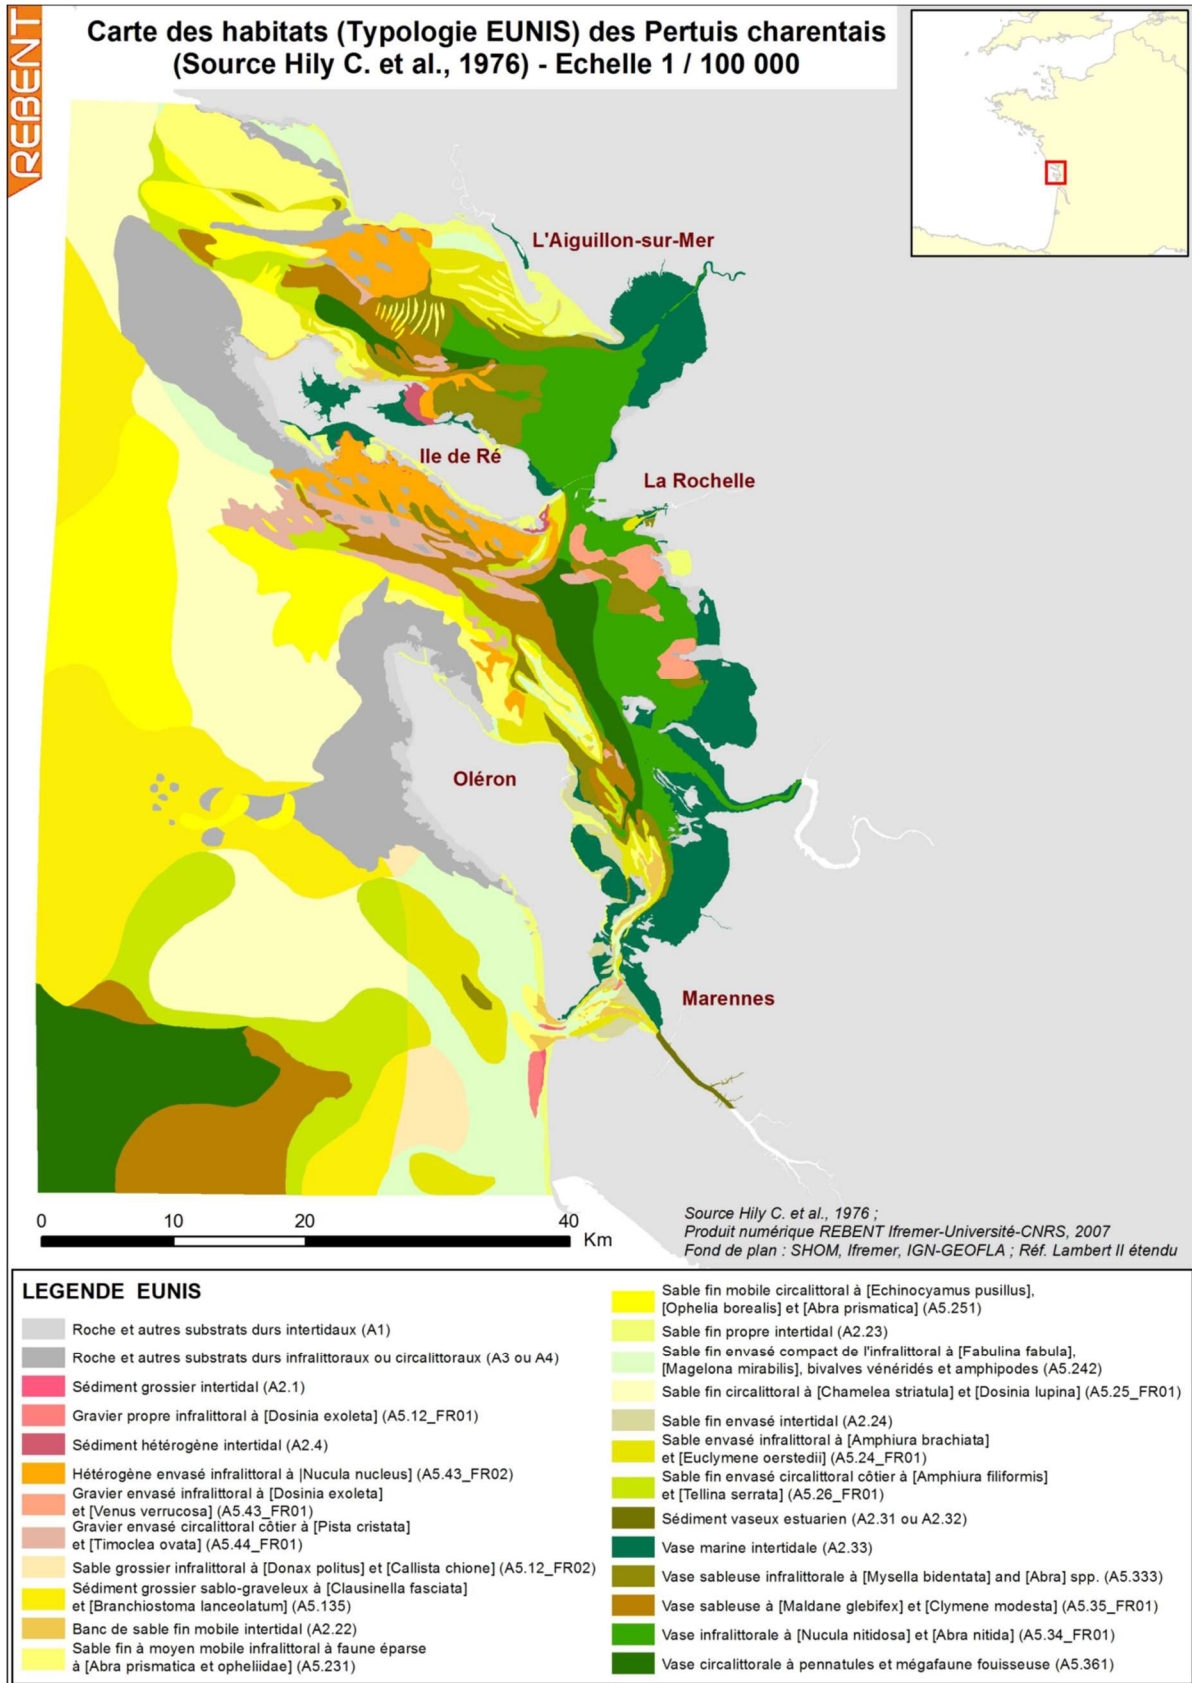 REBENT
Carte des habitats (Typologie EUNIS) des Pertuis charentais
(Source Hily C. et al., 1976) - Echelle 1 / 100 000
L'Aiguillon-sur-Mer
Ile de Ré
La Rochelle
Oléron
Marennes
0 10 20 40
Km
Source Hily C. et al., 1976 ;
Produit numérique REBENT Ifremer-Université-CNRS, 2007
Fond de plan : SHOM, Ifremer, IGN-GEOFLA ; Réf. Lambert II étendu
LEGENDE EUNIS
Roche et autres substrats durs intertidaux (A1)
Roche et autres substrats durs infralittoraux ou circalittoraux (A3 ou A4)
Sédiment grossier intertidal (A2.1)
Gravier propre infralittoral à [Dosinia exoleta] (A5.12_FR01)
Sédiment hétérogène intertidal (A2.4)
Hétérogène envasé infralittoral à |Nucula nucleus] (A5.43_FR02)
Gravier envasé infralittoral à [Dosinia exoleta]
et [Venus verrucosa] (A5.43_FR01)
Gravier envasé circalittoral côtier à [Pista cristata]
et [Timoclea ovata] (A5.44_FR01)
Sable grossier infralittoral à [Donax politus] et [Callista chione] (A5.12_FR02)
Sédiment grossier sablo-graveleux à [Clausinella fasciata]
et [Branchiostoma lanceolatum] (A5.135)
Banc de sable fin mobile intertidal (A2.22)
Sable fin à moyen mobile infralittoral à faune éparse
à [Abra prismatica et opheliidae] (A5.231)
Sable fin mobile circalittoral à [Echinocyamus pusillus],
[Ophelia borealis] et [Abra prismatica] (A5.251)
Sable fin propre intertidal (A2.23)
Sable fin envasé compact de l'infralittoral à [Fabulina fabula],
[Magelona mirabilis], bivalves vénéridés et amphipodes (A5.242)
Sable fin circalittoral à [Chamelea striatula] et [Dosinia lupina] (A5.25_FR01)
Sable fin envasé intertidal (A2.24)
Sable envasé infralittoral à [Amphiura brachiata]
et [Euclymene oerstedii] (A5.24_FR01)
Sable fin envasé circalittoral côtier à [Amphiura filiformis]
et [Tellina serrata] (A5.26_FR01)
Sédiment vaseux estuarien (A2.31 ou A2.32)
Vase marine intertidale (A2.33)
Vase sableuse infralittorale à [Mysella bidentata] and [Abra] spp. (A5.333)
Vase sableuse à [Maldane glebifex] et [Clymene modesta] (A5.35_FR01)
Vase infralittorale à [Nucula nitidosa] et [Abra nitida] (A5.34_FR01)
Vase circalittorale à pennatules et mégafaune fouisseuse (A5.361)